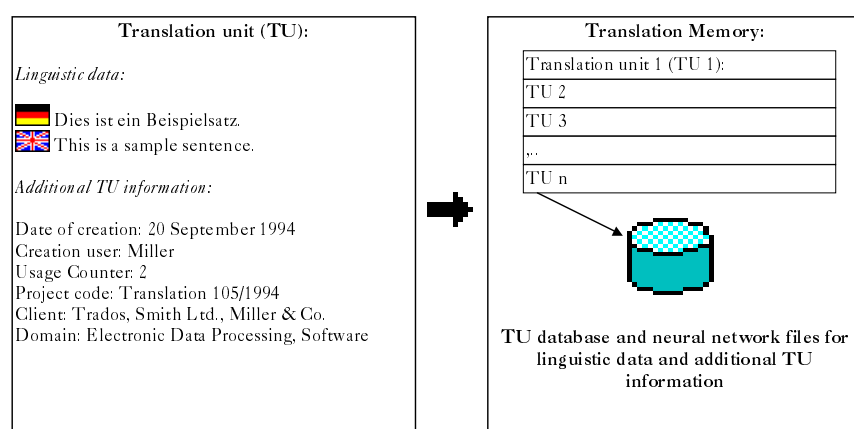 Translation unit (TU):
Linguistic data:
Dies ist ein Beispielsatz.
This is a sample sentence.
Additional TU information:
Date of creation: 20 September 1994
Creation user: Miller
Usage Counter: 2
Project code: Translation 105/1994
Client: Trados, Smith Ltd., Miller & Co.
Domain: Electronic Data Processing, Software
Translation Memory:
Translation unit 1 (TU 1):
TU 2
TU 3
,..
TU n
TU database and neural network files for
linguistic data and additional TU
information